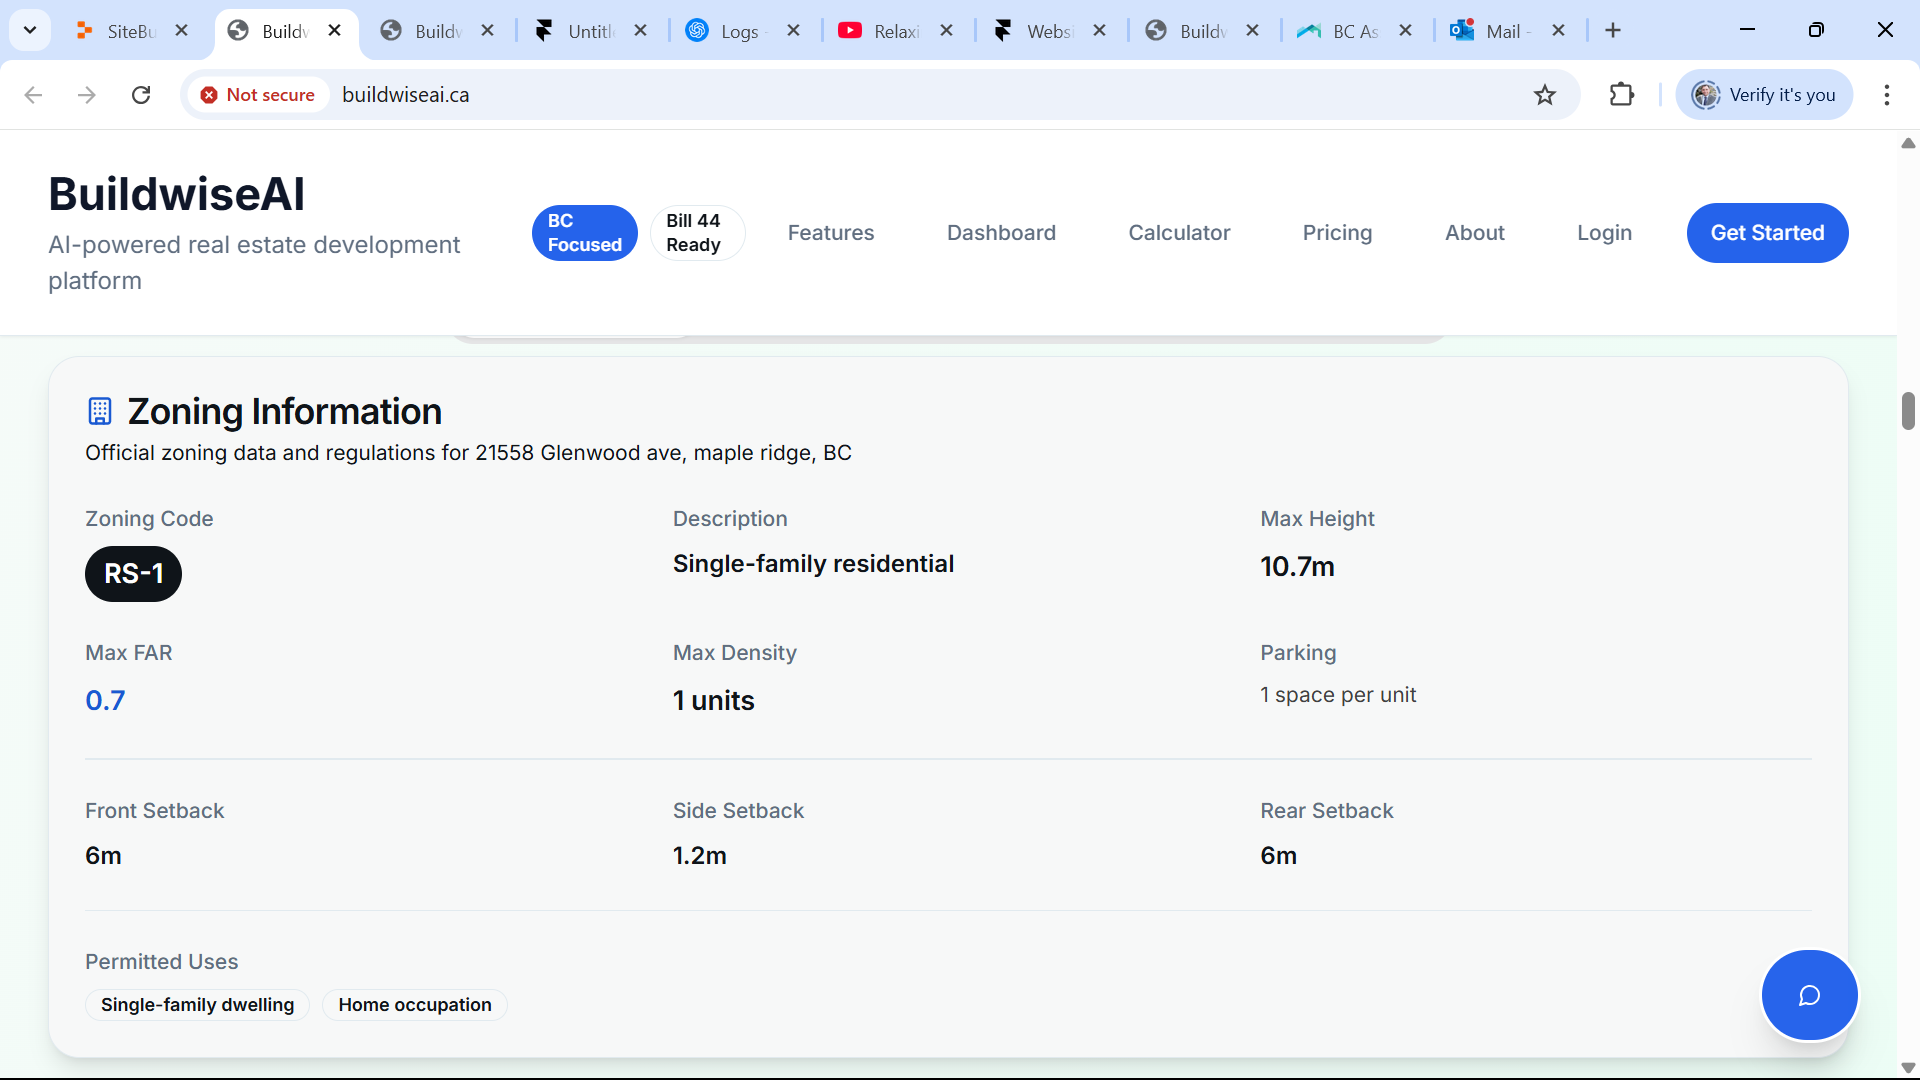 SiteBu
Buildw
Buildw
Untitl
Logs -
Relaxi
Websi
Buildw
BC As
Mail -
Not secure
buildwiseai.ca
Verify it's you
BuildwiseAI
AI-powered real estate development
platform
BC
Focused
Bill 44
Ready
Features
Dashboard
Calculator
Pricing
About
Login
Get Started
Zoning Information
Official zoning data and regulations for 21558 Glenwood ave, maple ridge, BC
Zoning Code
Description
Max Height
RS-1
Single-family residential
10.7m
Max FAR
Max Density
Parking
0.7
1 units
1 space per unit
Front Setback
Side Setback
Rear Setback
6m
1.2m
6m
Permitted Uses
Single-family dwelling
Home occupation